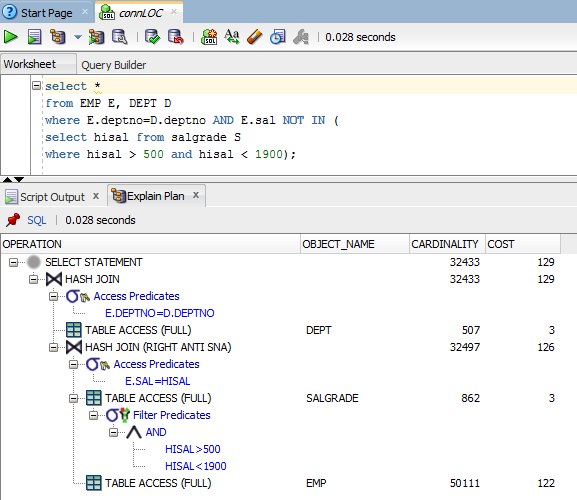 Start Page connLOC
0.028 seconds
Worksheet Query Builder
select *
from EMP E, DEPT D
where E.deptno=D.deptno AND E.sal NOT IN (
select hisal from salgrade S
where hisal > 500 and hisal < 1900);
Script Output x Explain Plan x
SQL | 0.028 seconds
OPERATION OBJECT_NAME CARDINALITY COST
SELECT STATEMENT 32433 129
HASH JOIN 32433 129
Access Predicates
E.DEPTNO=D.DEPTNO
TABLE ACCESS (FULL) DEPT 507 3
HASH JOIN (RIGHT ANTI SNA) 32497 126
Access Predicates
E.SAL=HISAL
TABLE ACCESS (FULL) SALGRADE 862 3
Filter Predicates
AND
HISAL>500
HISAL<1900
TABLE ACCESS (FULL) EMP 50111 122